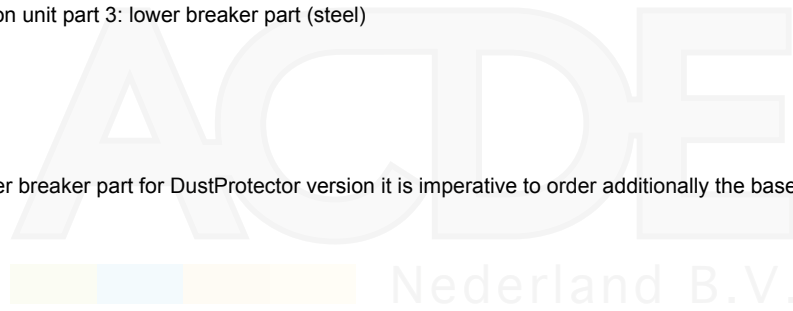 on unit part 3: lower breaker part (steel)
er breaker part for DustProtector version it is imperative to order additionally the base
ACDE
Nederland B.V.